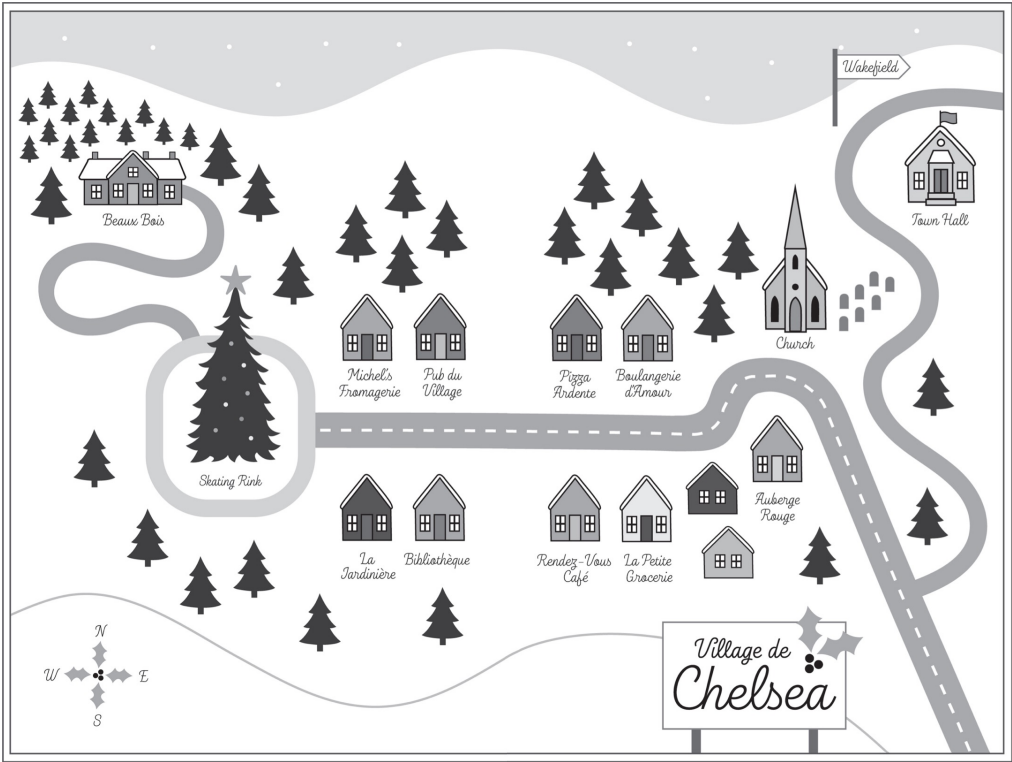 Wakefield
Beaux Bois
Town Hall
Church
Michel's
Fromagerie
Pub du
Village
Pizza
Ardente
Boulangerie
d'Amour
Skating Rink
La
Jardinière
Bibliothèque
Rendez-Vous
Café
La Petite
Grocerie
Auberge
Rouge
N
W
E
S
Village de
Chelsea